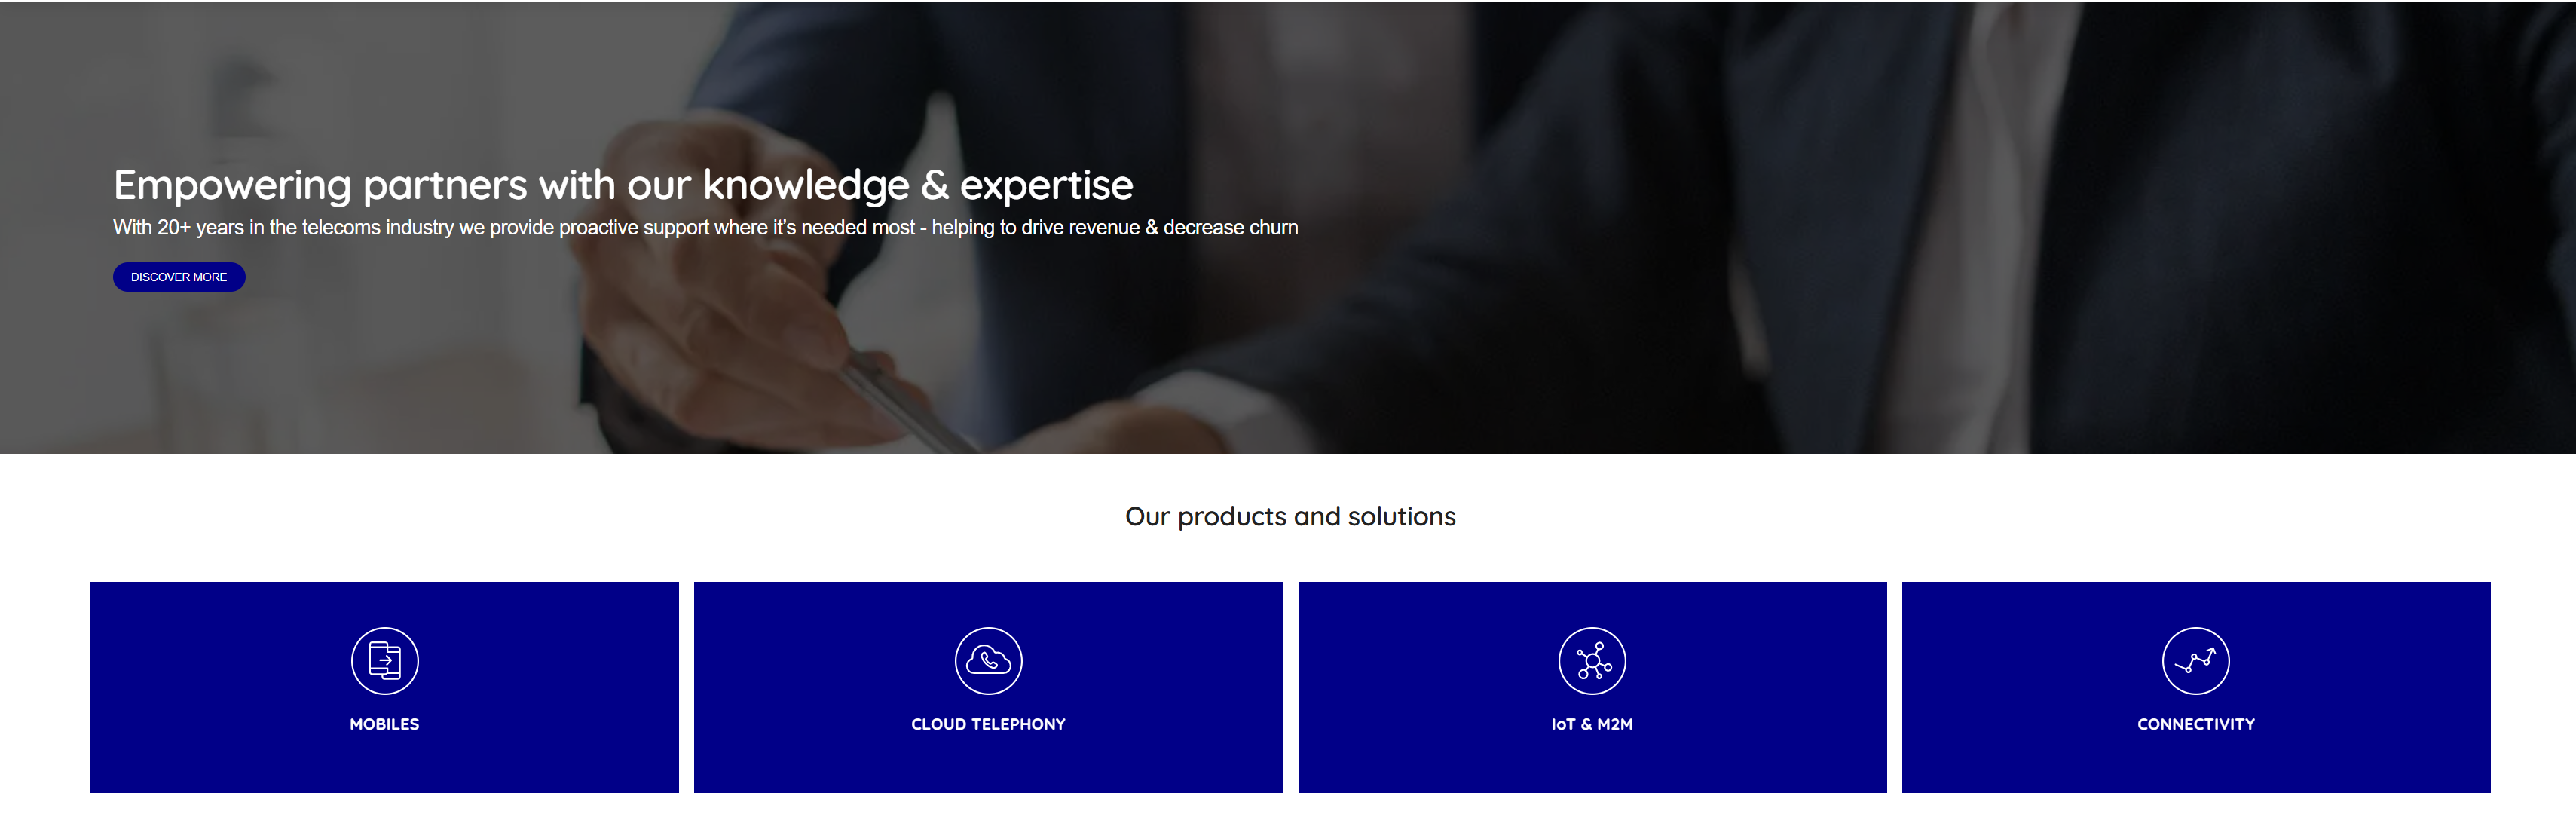 Empowering partners with our knowledge & expertise
With 20+ years in the telecoms industry we provide proactive support where it's needed most - helping to drive revenue & decrease churn
DISCOVER MORE
Our products and solutions
MOBILES
CLOUD TELEPHONY
IoT & M2M
CONNECTIVITY